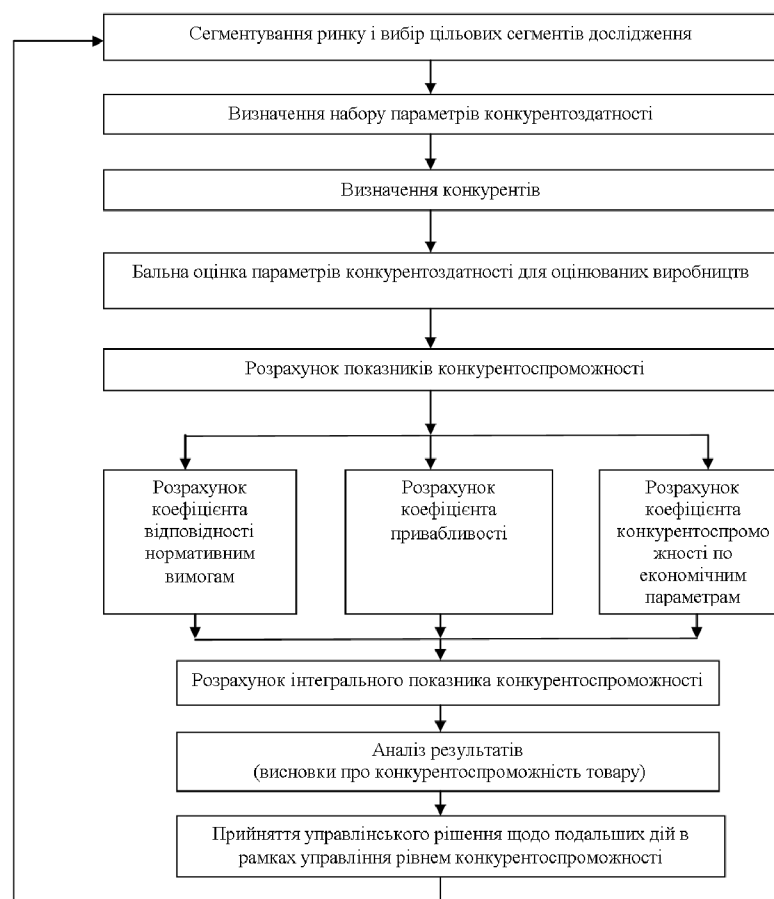 Сегментування ринку і вибір цільових сегментів дослідження
Визначення набору параметрів конкурентоздатності
Визначення конкурентів
Бальна оцінка параметрів конкурентоздатності для оцінюваних виробництв
Розрахунок показників конкурентоспроможності
Розрахунок
коефіцієнта
відповідності
нормативним
вимогам
Розрахунок
коефіцієнта
привабливості
Розрахунок
коефіцієнта
конкурентоспромо
жності по
економічним
параметрам
Розрахунок інтегрального показника конкурентоспроможності
Аналіз результатів
(висновки про конкурентоспроможність товару)
Прийняття управлінського рішення щодо подальших дій в
рамках управління рівнем конкурентоспроможності